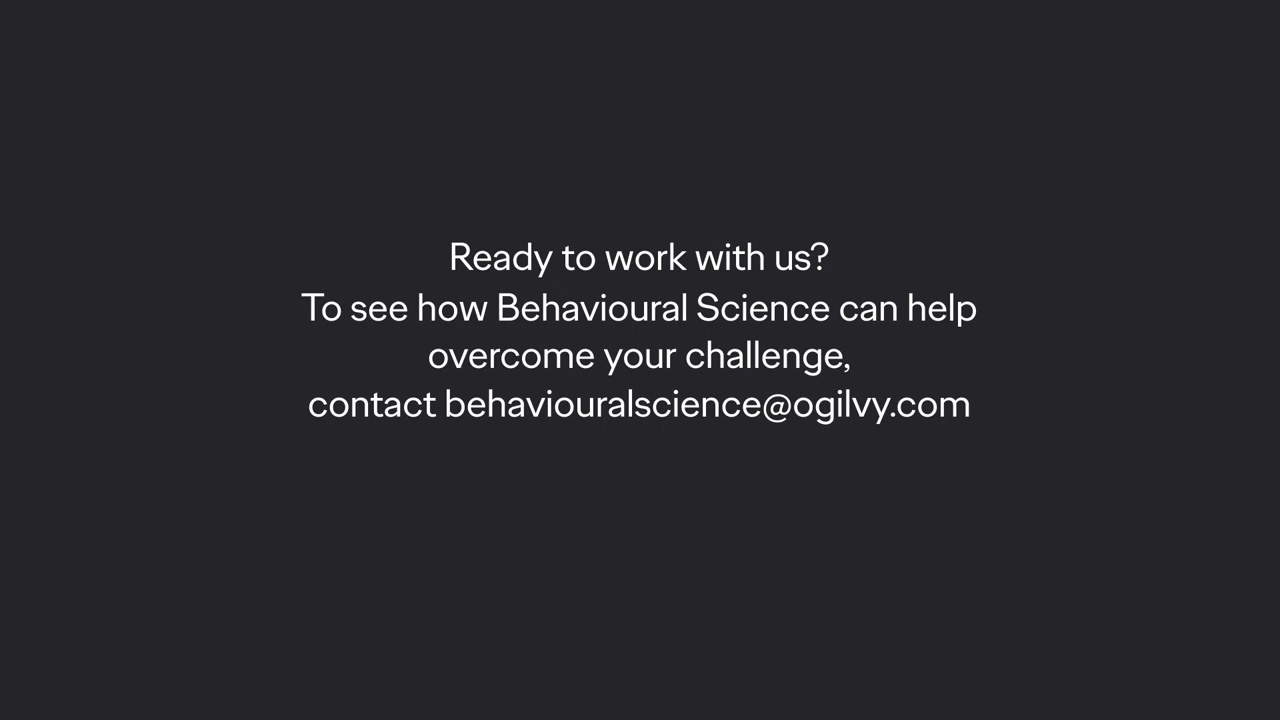 Ready to work with us?
To see how Behavioural Science can help
overcome your challenge,
contact behaviouralscience@ogilvy.com